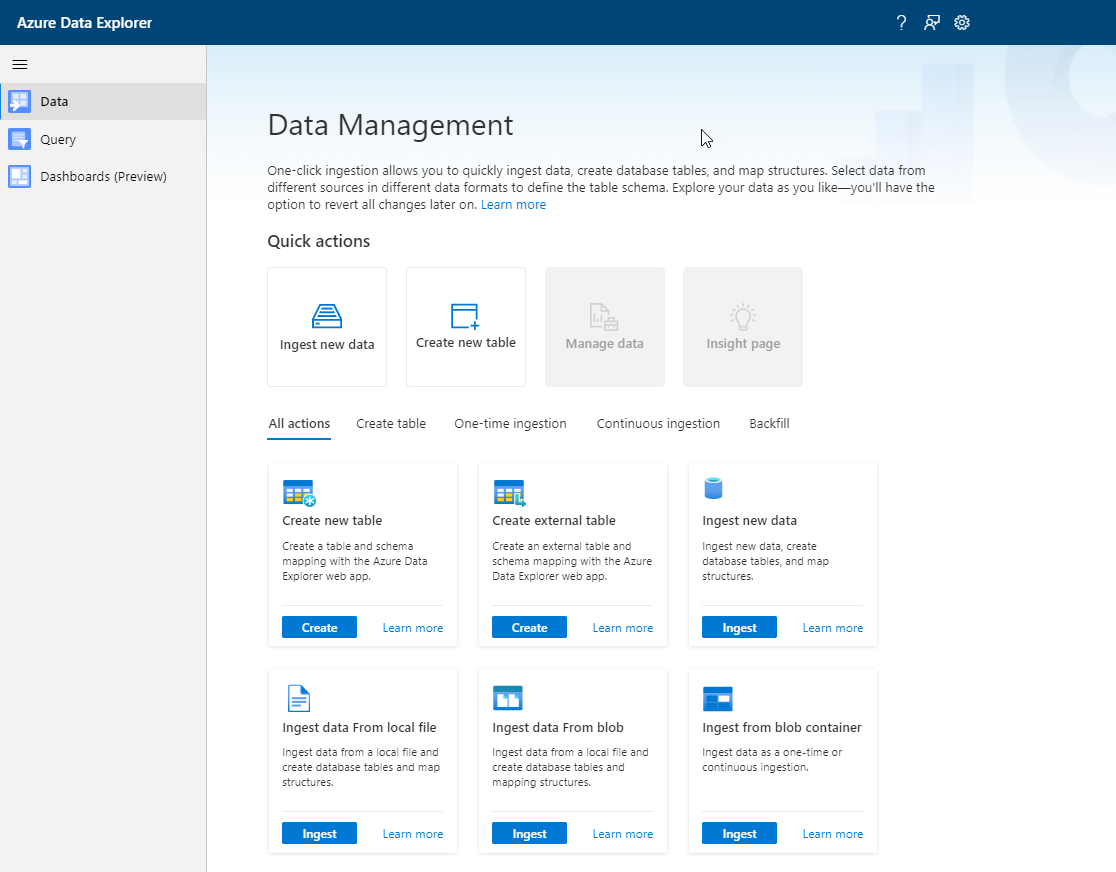 Azure Data Explorer
?
Data
Query
Dashboards (Preview)
Data Management
One-click ingestion allows you to quickly ingest data, create database tables, and map structures. Select data from
different sources in different data formats to define the table schema. Explore your data as you like—you'll have the
option to revert all changes later on. Learn more
Quick actions
Ingest new data
Create new table
Manage data
Insight page
All actions
Create table
One-time ingestion
Continuous ingestion
Backfill
Create new table
Create a table and schema
mapping with the Azure Data
Explorer web app.
Create
Learn more
Create external table
Create an external table and
schema mapping with the Azure
Data Explorer web app.
Create
Learn more
Ingest new data
Ingest new data, create
database tables, and map
structures.
Ingest
Learn more
Ingest data From local file
Ingest data from a local file and
create database tables and map
structures.
Ingest
Learn more
Ingest data From blob
Ingest data from a local file and
create database tables and
mapping structures.
Ingest
Learn more
Ingest from blob container
Ingest data as a one-time or
continuous ingestion.
Ingest
Learn more